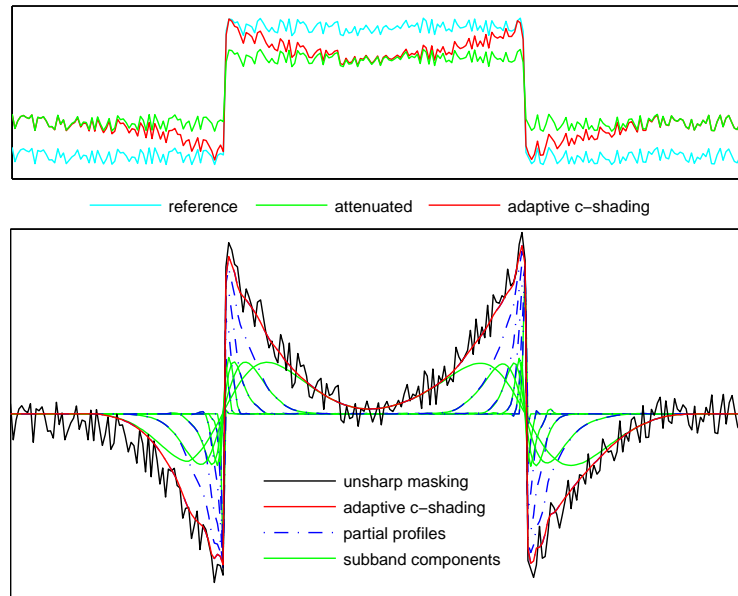 reference attenuated adaptive c−shading
unsharp masking
adaptive c−shading
partial profiles
subband components